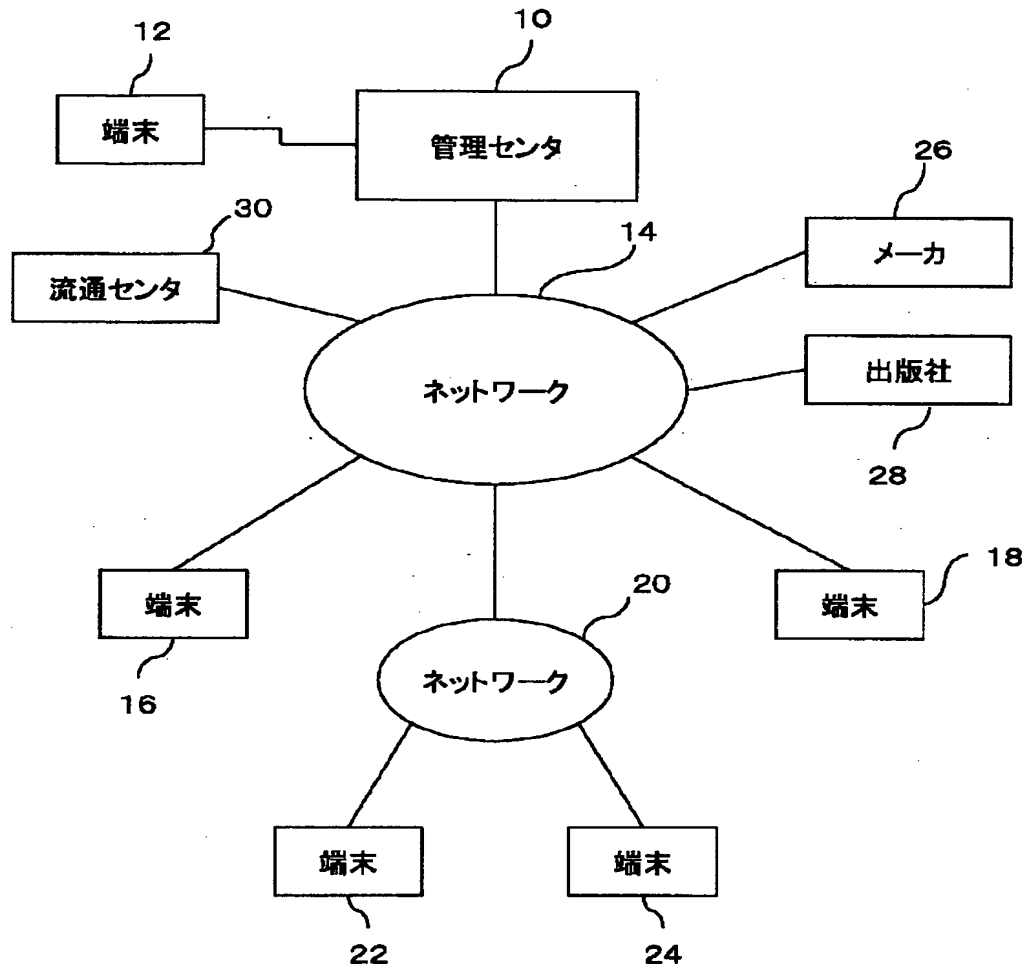 12
10
端末
管理センタ
26
30
14
メーカ
流通センタ
ネットワーク
出版社
28
18
端末
20
端末
16
ネットワーク
端末
端末
22
24